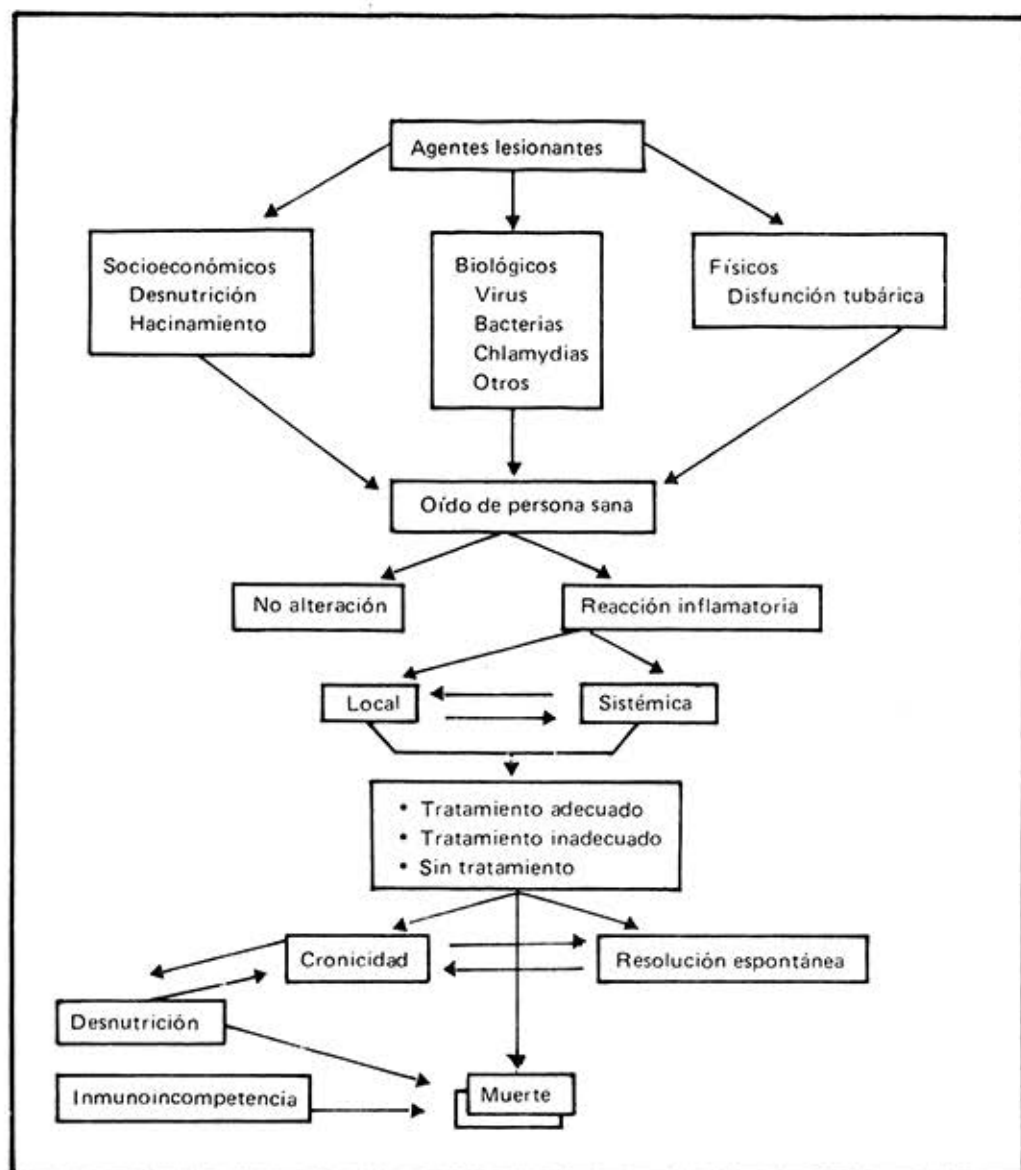 Agentes lesionantes
Socioeconómicos
Desnutrición
Hacinamiento
Biológicos
Virus
Bacterias
Chlamydias
Otros
Físicos
Disfunción tubárica
Oído de persona sana
No alteración
Reacción inflamatoria
Local
Sistémica
• Tratamiento adecuado
• Tratamiento inadecuado
• Sin tratamiento
Cronicidad
Resolución espontánea
Desnutrición
Inmunoincompetencia
Muerte